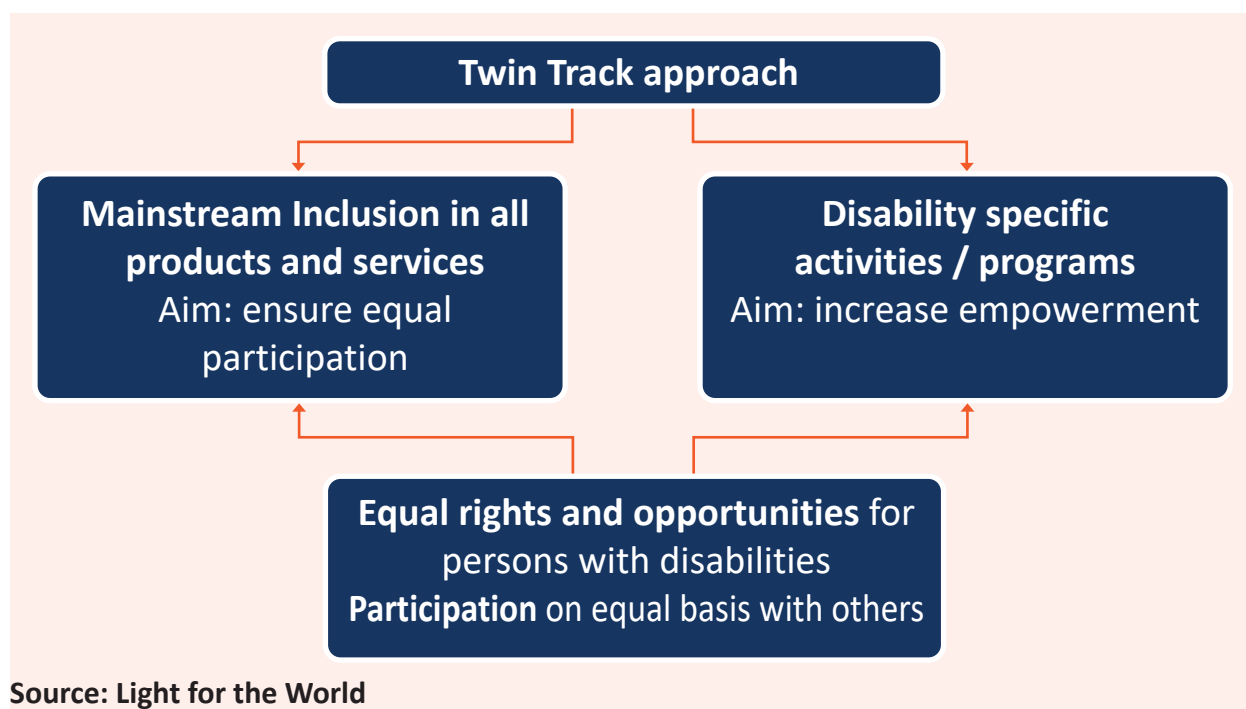 Twin Track approach
Mainstream Inclusion in all
products and services
Aim: ensure equal
participation
Disability specific
activities / programs
Aim: increase empowerment
Equal rights and opportunities for
persons with disabilities
Participation on equal basis with others
Source: Light for the World